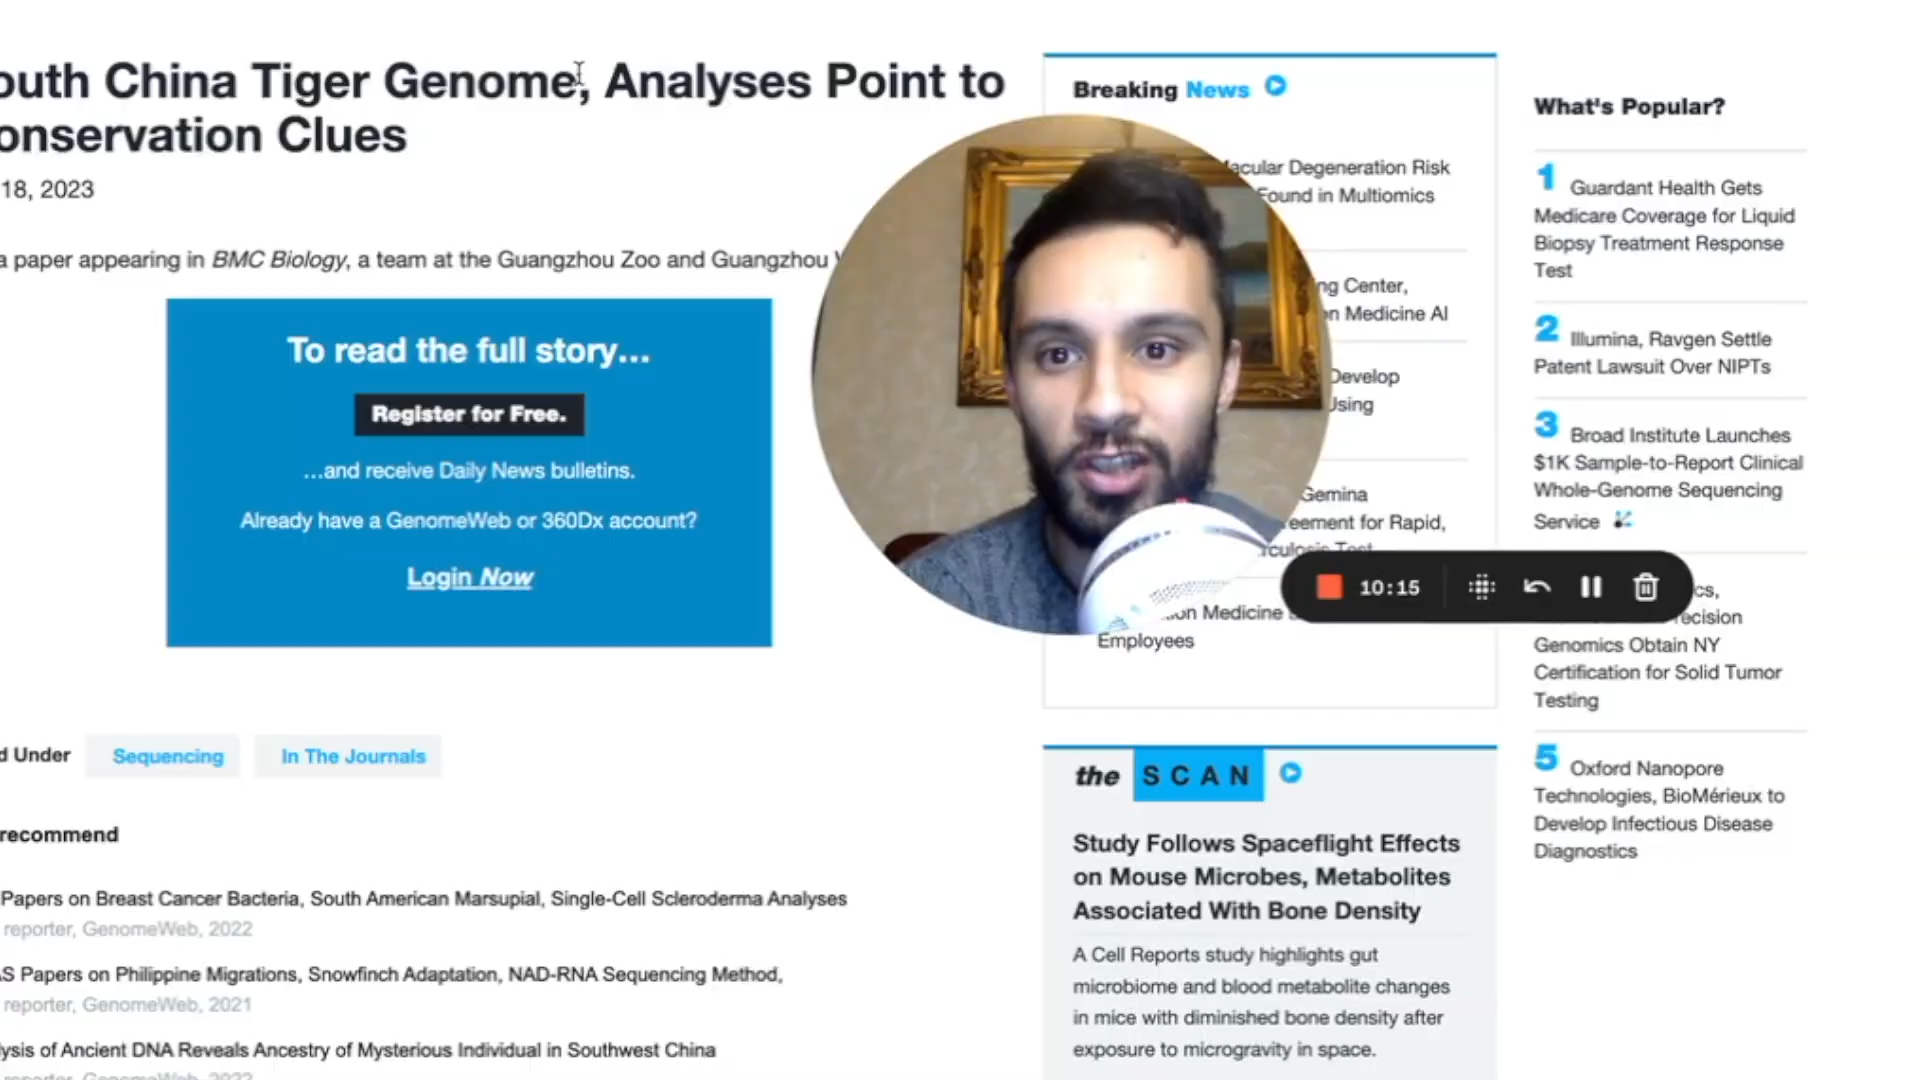 outh China Tiger Genome, Analyses Point to
onservation Clues
18, 2023
a paper appearing in BMC Biology, a team at the Guangzhou Zoo and Guangzhou
To read the full story...
Register for Free.
...and receive Daily News bulletins.
Already have a GenomeWeb or 360Dx account?
Login Now
d Under
Sequencing
In The Journals
recommend
Papers on Breast Cancer Bacteria, South American Marsupial, Single-Cell Scleroderma Analyses
reporter, GenomeWeb, 2022
AS Papers on Philippine Migrations, Snowfinch Adaptation, NAD-RNA Sequencing Method,
reporter, GenomeWeb, 2021
lysis of Ancient DNA Reveals Ancestry of Mysterious Individual in Southwest China
Breaking News
acular Degeneration Risk
Found in Multiomics
ng Center,
on Medicine AI
Develop
Using
Gemina
reement for Rapid,
rculosis Test
10:15
on Medicine
Employees
the SCAN
Study Follows Spaceflight Effects
on Mouse Microbes, Metabolites
Associated With Bone Density
A Cell Reports study highlights gut
microbiome and blood metabolite changes
in mice with diminished bone density after
exposure to microgravity in space.
What's Popular?
1 Guardant Health Gets
Medicare Coverage for Liquid
Biopsy Treatment Response
Test
2 Illumina, Ravgen Settle
Patent Lawsuit Over NIPTs
3 Broad Institute Launches
$1K Sample-to-Report Clinical
Whole-Genome Sequencing
Service
cs,
recision
Genomics Obtain NY
Certification for Solid Tumor
Testing
5 Oxford Nanopore
Technologies, BioMérieux to
Develop Infectious Disease
Diagnostics